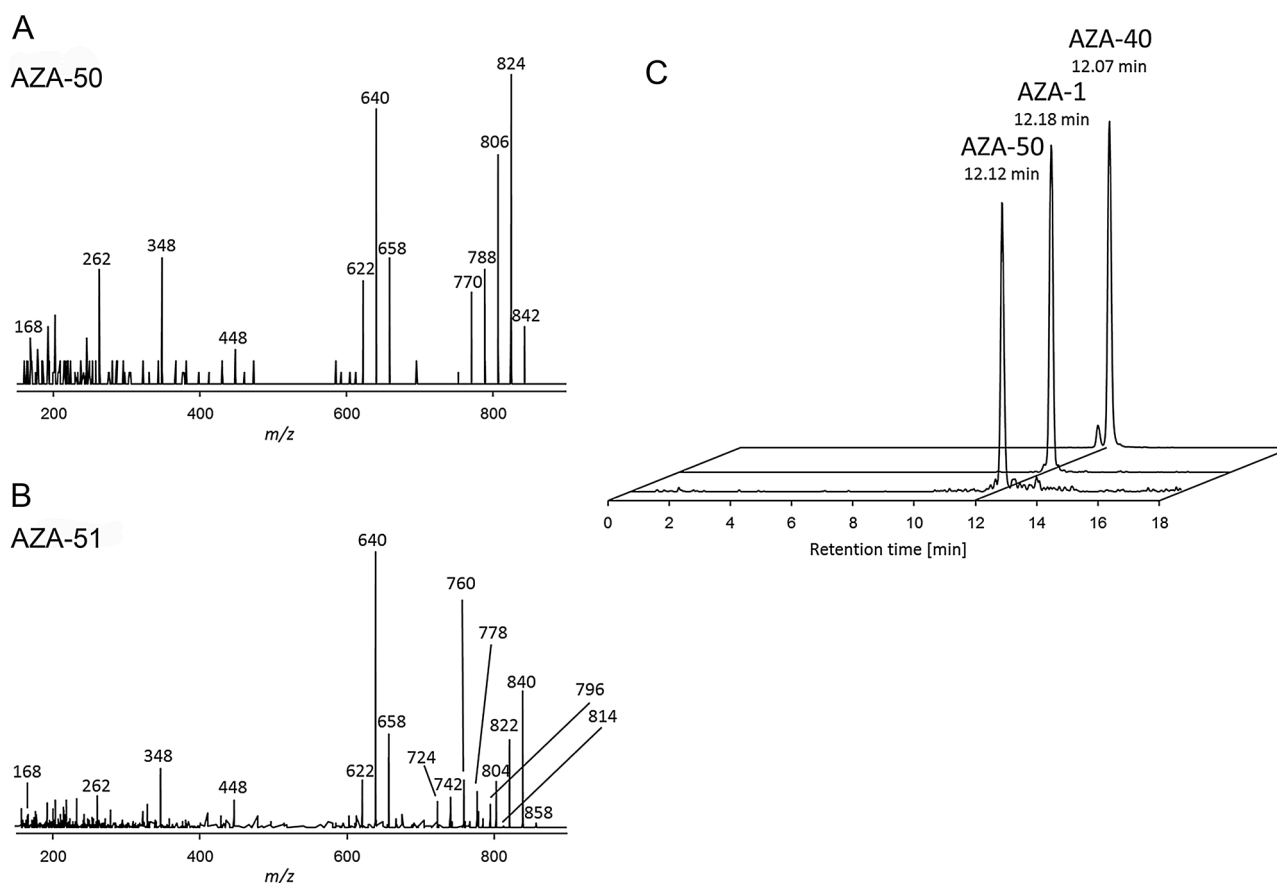 A
AZA-50
824
640
806
262
348
658
622
788
770
168
448
842
200
400
600
800
m/z
B
AZA-51
640
760
778
840
796
658
814
822
724
348
168
622
742
804
262
448
858
200
400
600
800
m/z
C
AZA-40
12.07 min
AZA-1
12.18 min
AZA-50
12.12 min
0 2 4 6 8 10 12 14 16 18
Retention time [min]